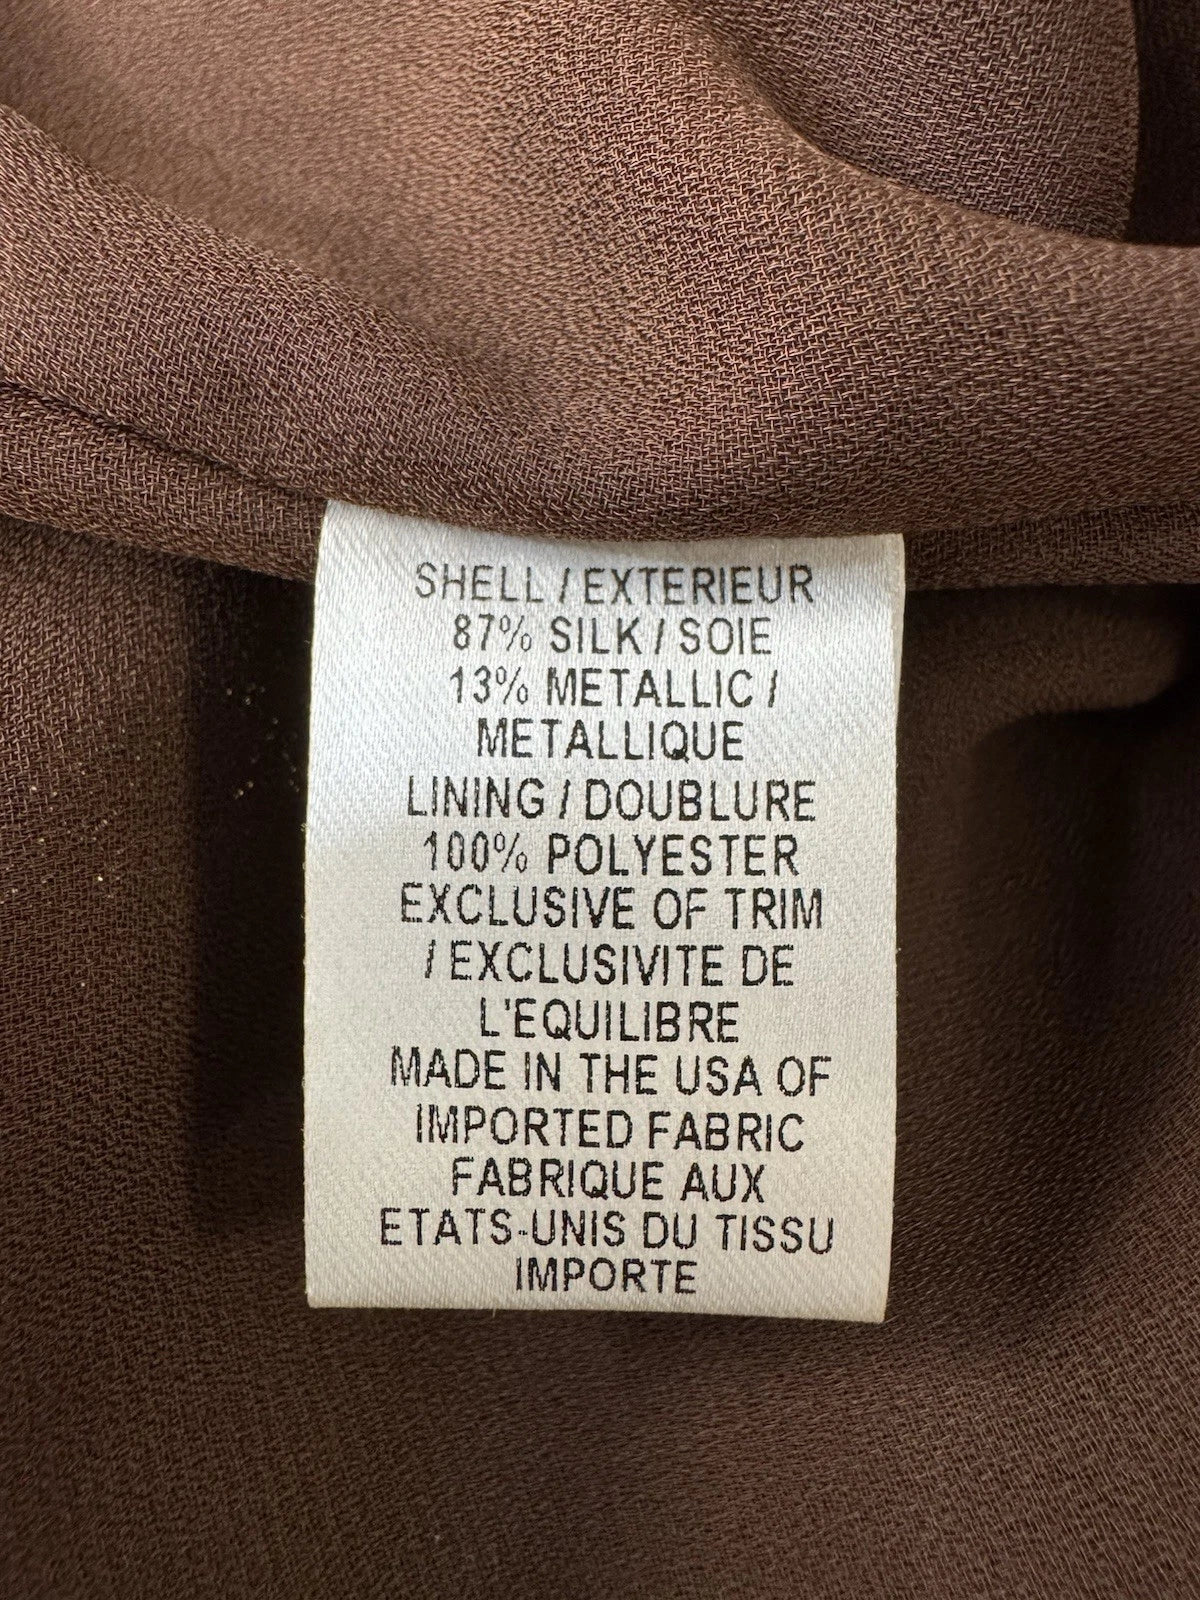 SHELL / EXTERIEUR
87% SILK / SOIE
13% METALLIC /
METALLIQUE
LINING / DOUBLURE
100% POLYESTER
EXCLUSIVE OF TRIM
/ EXCLUSIVITE DE
L'EQUILIBRE
MADE IN THE USA OF
IMPORTED FABRIC
FABRIQUE AUX
ETATS-UNIS DU TISSU
IMPORTE